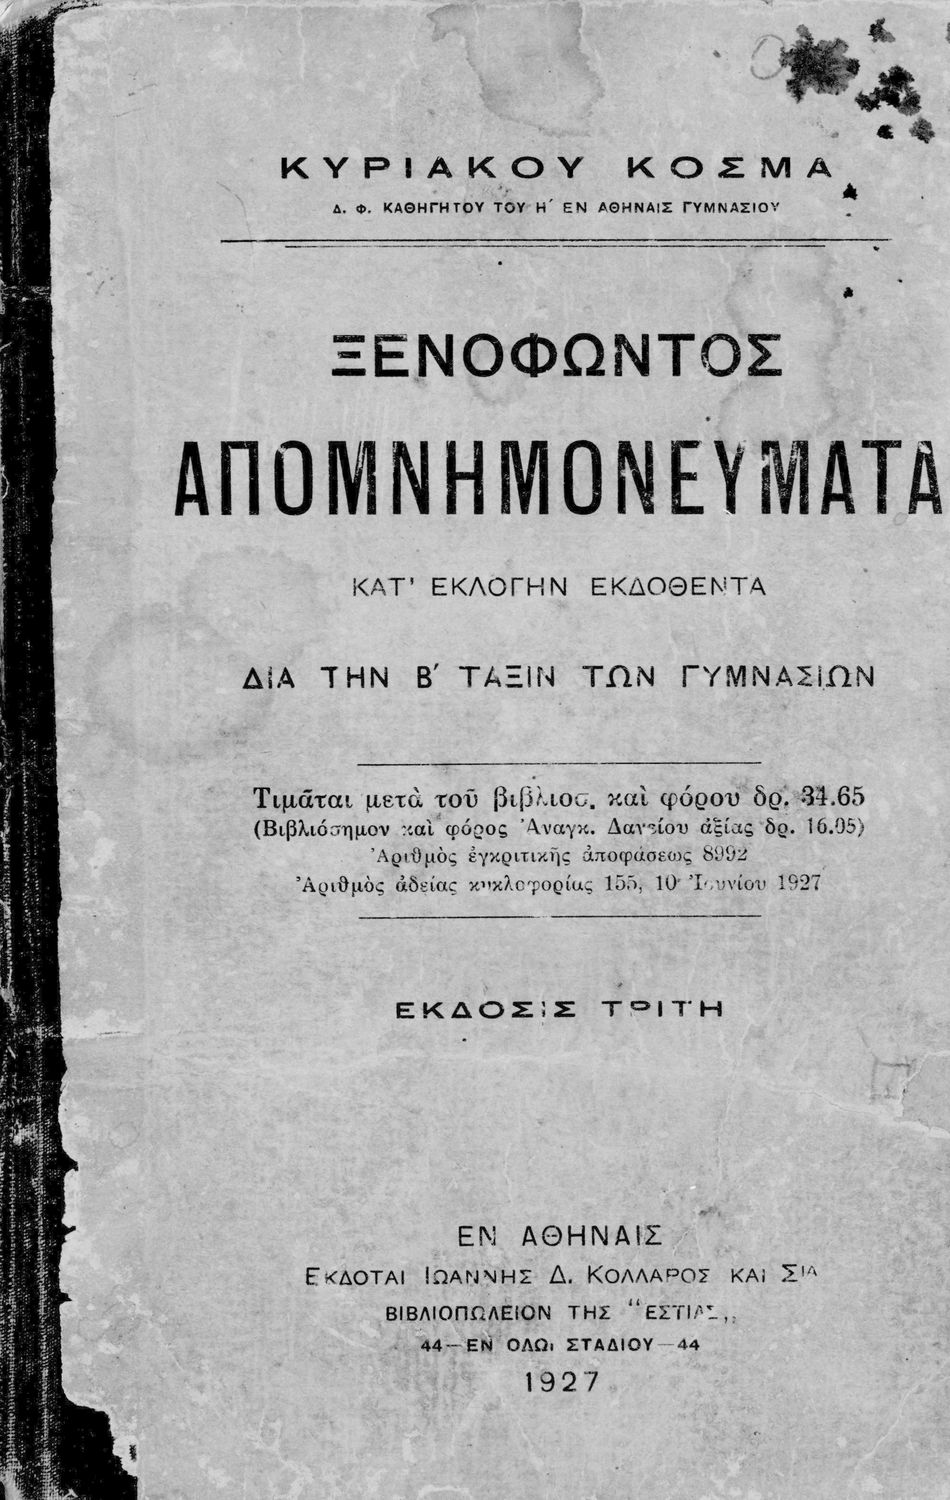 ΚΥΡΙΑΚΟΥ ΚΟΣΜΑ
Δ. Φ. ΚΑΘΗΓΗΤΟΥ ΤΟΥ Η΄ ΕΝ ΑΘΗΝΑΙΣ ΓΥΜΝΑΣΙΟΥ
ΞΕΝΟΦΩΝΤΟΣ
ΑΠΟΜΝΗΜΟΝΕΥΜΑΤΑ
ΚΑΤ' ΕΚΛΟΓΗΝ ΕΚΔΟΘΕΝΤΑ
ΔΙΑ ΤΗΝ Β΄ ΤΑΞΙΝ ΤΩΝ ΓΥΜΝΑΣΙΩΝ
Τιμᾶται μετὰ τοῦ βιβλιοσ. καὶ φόρου δρ. 34.65
(Βιβλιόσημον καὶ φόρος Ἀναγκ. Δανείου ἀξίας δρ. 16.05)
Ἀριθμὸς ἐγκριτικῆς ἀποφάσεως 8992
Ἀριθμὸς ἀδείας κυκλοφορίας 155, 10 Ἰουνίου 1927
ΕΚΔΟΣΙΣ ΤΡΙΤΗ
ΕΝ ΑΘΗΝΑΙΣ
ΕΚΔΟΤΑΙ ΙΩΑΝΝΗΣ Δ. ΚΟΛΛΑΡΟΣ ΚΑΙ ΣΙΑ
ΒΙΒΛΙΟΠΩΛΕΙΟΝ ΤΗΣ “ΕΣΤΙΑΣ,,
44—ΕΝ ΟΔΩΙ ΣΤΑΔΙΟΥ—44
1927